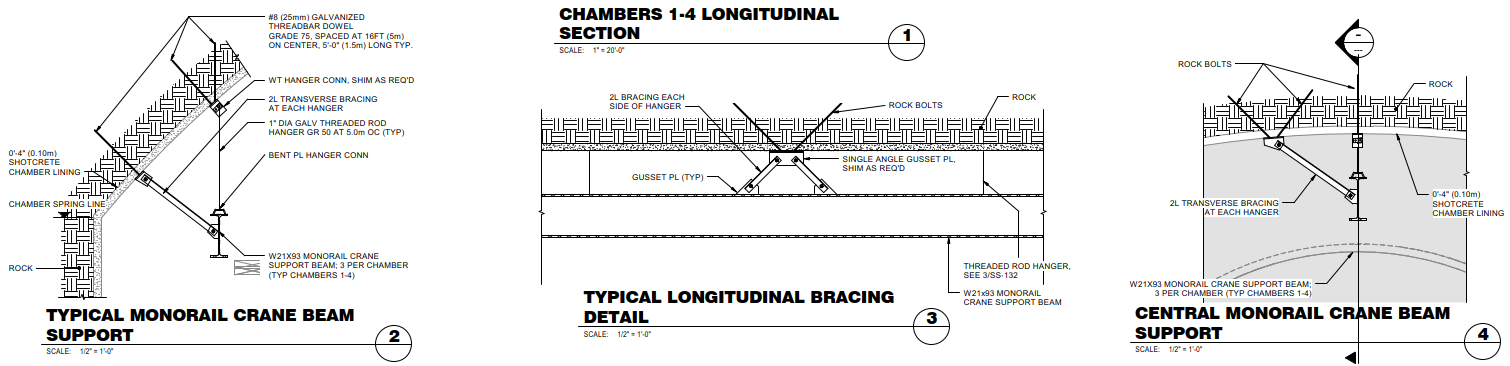 #8 (25mm) GALVANIZED
THREADBAR DOWEL
GRADE 75, SPACED AT 16FT (5m)
ON CENTER, 5'-0" (1.5m) LONG TYP.
WT HANGER CONN, SHIM AS REQ'D
2L TRANSVERSE BRACING
AT EACH HANGER
1" DIA GALV THREADED ROD
HANGER GR 50 AT 5.0m OC (TYP)
BENT PL HANGER CONN
0'-4" (0.10m)
SHOTCRETE
CHAMBER LINING
CHAMBER SPRING LINE
ROCK
W21X93 MONORAIL CRANE
SUPPORT BEAM; 3 PER CHAMBER
(TYP CHAMBERS 1-4)
TYPICAL MONORAIL CRANE BEAM
SUPPORT
SCALE: 1/2" = 1'-0"
2
CHAMBERS 1-4 LONGITUDINAL
SECTION
SCALE: 1" = 20'-0"
1
2L BRACING EACH
SIDE OF HANGER
ROCK BOLTS
ROCK
SINGLE ANGLE GUSSET PL,
SHIM AS REQ'D
GUSSET PL (TYP)
THREADED ROD HANGER,
SEE 3/SS-132
W21x93 MONORAIL
CRANE SUPPORT BEAM
TYPICAL LONGITUDINAL BRACING
DETAIL
SCALE: 1/2" = 1'-0"
3
-
---
ROCK BOLTS
ROCK
2L TRANSVERSE BRACING
AT EACH HANGER
0'-4" (0.10m)
SHOTCRETE
CHAMBER LINING
W21X93 MONORAIL CRANE SUPPORT BEAM;
3 PER CHAMBER (TYP CHAMBERS 1-4)
CENTRAL MONORAIL CRANE BEAM
SUPPORT
SCALE: 1/2" = 1'-0"
4